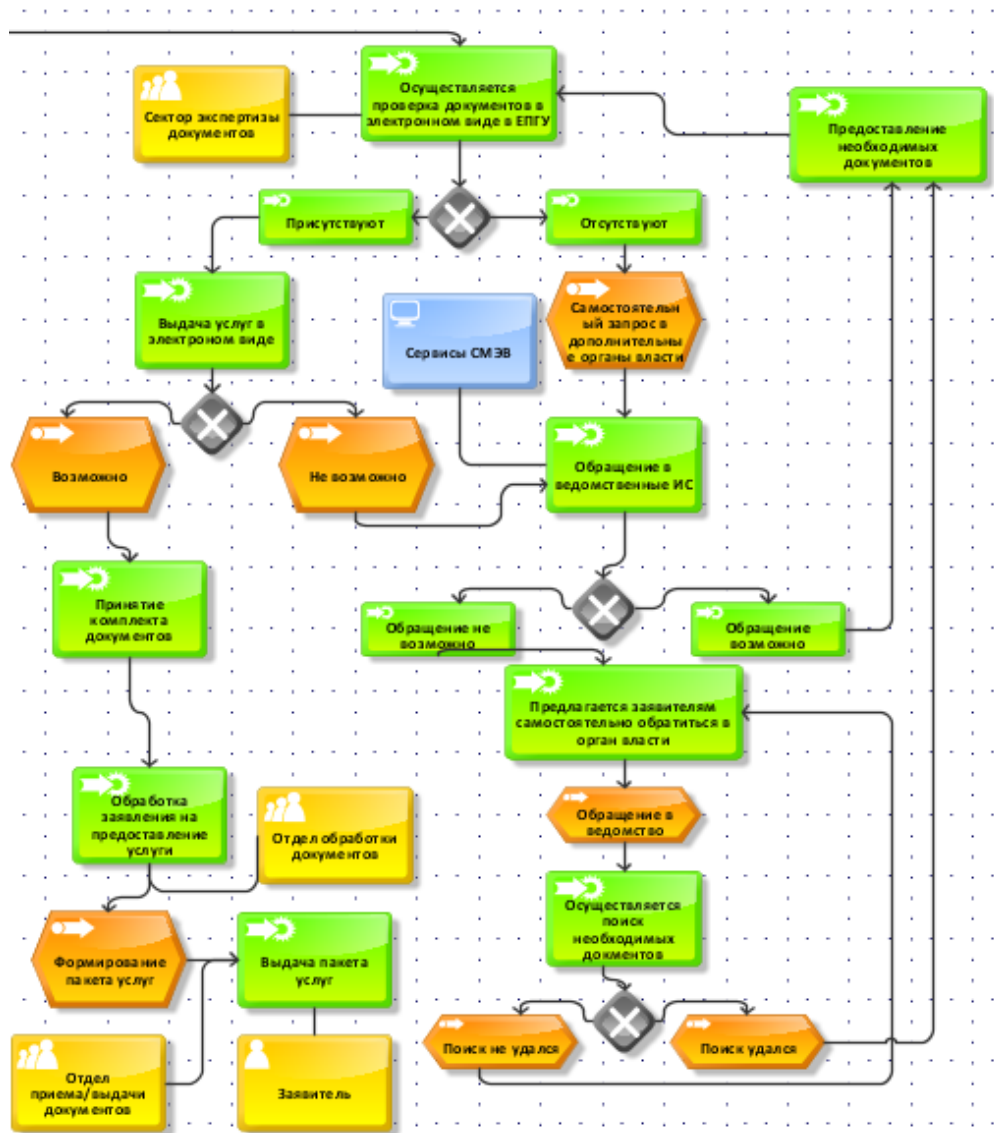 Осуществляется
проверка документов в
электронном виде в ЕПГУ
Сектор экспертизы
документов
Предоставление
необходимых
документов
Присутствуют
Отсутствуют
Выдача услуг в
электроном виде
Сервисы СМЭВ
Самостоятельн
ый запрос в
дополнительны
е органы власти
Возможно
Не возможно
Обращение в
ведомственные ИС
Принятие
комплекта
документов
Обращение не
возможно
Обращение
возможно
Предлагается заявителям
самостоятельно обратиться в
орган власти
Обработка
заявления на
предоставление
услуги
Отдел обработки
документов
Обращение в
ведомство
Осуществляется
поиск
необходимых
докментов
Формирование
пакета услуг
Выдача пакета
услуг
Поиск не удался
Поиск удался
Отдел
приема/выдачи
документов
Заявитель